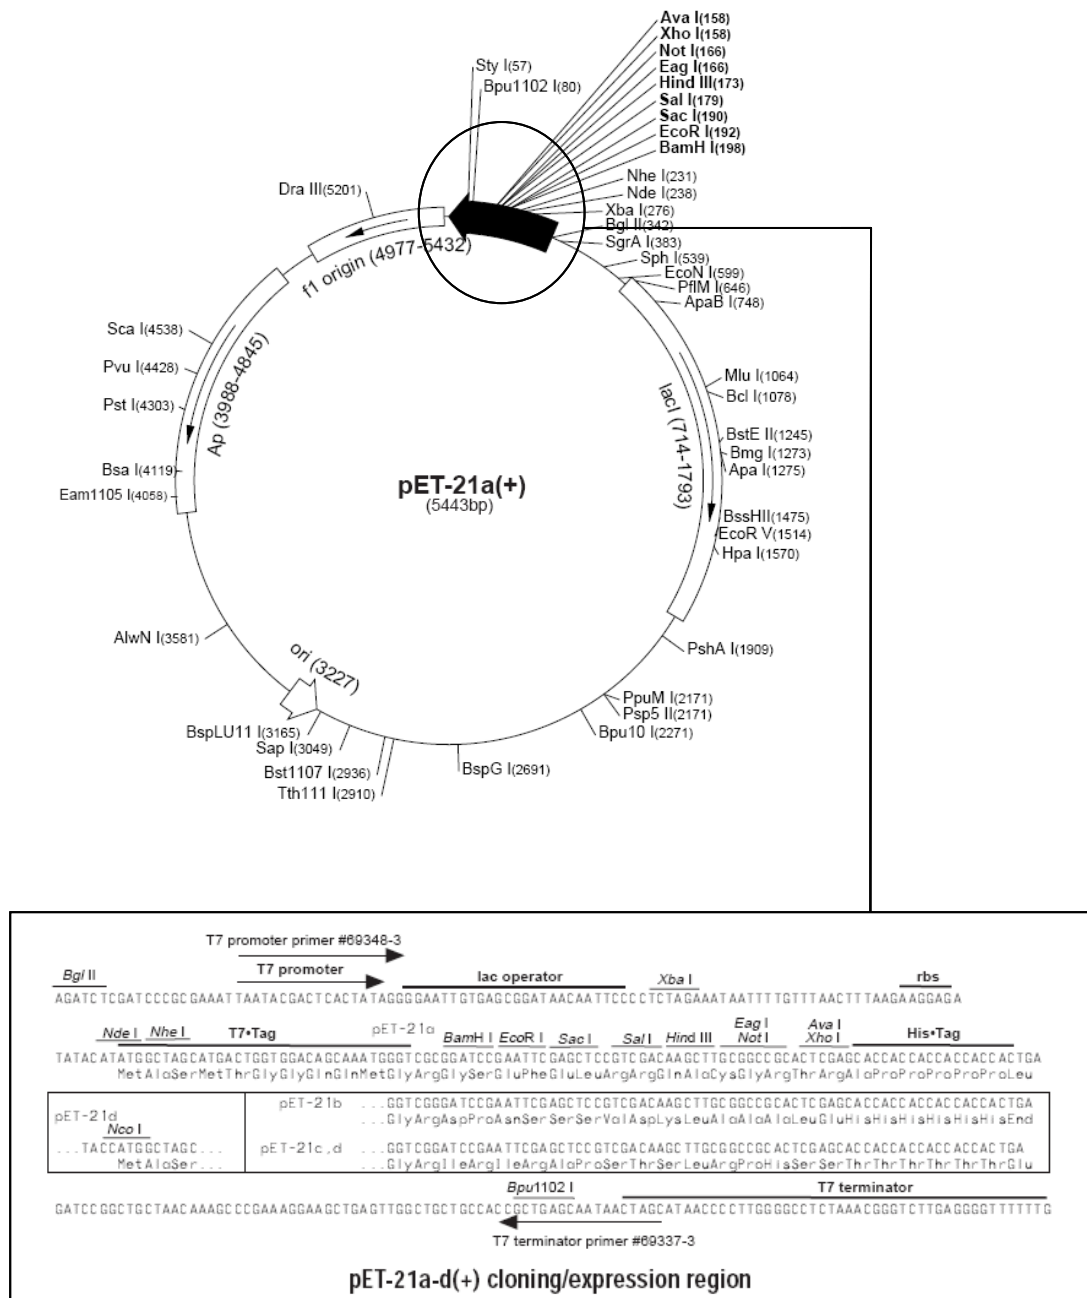 Ava I(158)
Xho I(158)
Not I(166)
Eag I(166)
Hind III(173)
Sal I(179)
Sac I(190)
EcoR I(192)
BamH I(198)
Sty I(57)
Bpu1102 I(80)
Nhe I(231)
Nde I(238)
Xba I(276)
Bgl II(342)
SgrA I(383)
Sph I(539)
EcoN I(599)
PflM I(646)
ApaB I(748)
Dra III(5201)
f1 origin (4977-5432)
Sca I(4538)
Pvu I(4428)
Pst I(4303)
Bsa I(4119)
Eam1105 I(4058)
Ap (3988-4845)
lacI (714-1793)
Mlu I(1064)
Bcl I(1078)
BstE II(1245)
Bmg I(1273)
Apa I(1275)
BssHII(1475)
EcoR V(1514)
Hpa I(1570)
pET-21a(+)
(5443bp)
AlwN I(3581)
ori (3227)
PshA I(1909)
PpuM I(2171)
Psp5 II(2171)
Bpu10 I(2271)
BspLU11 I(3165)
Sap I(3049)
Bst1107 I(2936)
Tth111 I(2910)
BspG I(2691)
T7 promoter primer #69348-3
Bgl II T7 promoter lac operator Xba I rbs
AGATCTCGATCCCGCGAAATTAATACGACTCACTATAGGGGAATTGTGAGCGGATAACAATTCCCCTCTAGAAATAATTTTGTTTAACTTTAAGAAGGAGA
Nde I Nhe I T7•Tag pET-21a BamH I EcoR I Sac I Sal I Hind III Eag I Not I Ava I Xho I His•Tag
TATACATATGGCTAGCATGACTGGTGGACAGCAAATGGGTCGCGGATCCGAATTCGAGCTCCGTCGACAAGCTTGCGGCCGCACTCGAGCACCACCACCACCACCACTGA
MetAlaSerMetThrGlyGlyGlnGlnMetGlyArgGlySerGluPheGluLeuArgArgGlnAlaCysGlyArgThrArgAlaProProProProProLeu
pET-21d
Nco I
...TACCATGGCTAGC...
MetAlaSer...
pET-21b ...GGTCGGGATCCGAATTCGAGCTCCGTCGACAAGCTTGCGGCCGCACTCGAGCACCACCACCACCACCACTGA
GlyArgAspProAsnSerSerSerValAspLysLeuAlaAlaAlaLeuGluHisHisHisHisHisHisEnd
pET-21c,d ...GGTCGGATCCGAATTCGAGCTCCGTCGACAAGCTTGCGGCCGCACTCGAGCACCACCACCACCACCACTGA
GlyArgIleArgIleArgAlaProSerThrSerLeuArgProHisSerSerThrThrThrThrThrThrGlu
Bpu1102 I T7 terminator
GATCCGGCTGCTAACAAAGCCCGAAAGGAAGCTGAGTTGGCTGCTGCCACCGCTGAGCAATAACTAGCATAACCCCTTGGGGCCTCTAAACGGGTCTTGAGGGGTTTTTTG
T7 terminator primer #69337-3
pET-21a-d(+) cloning/expression region